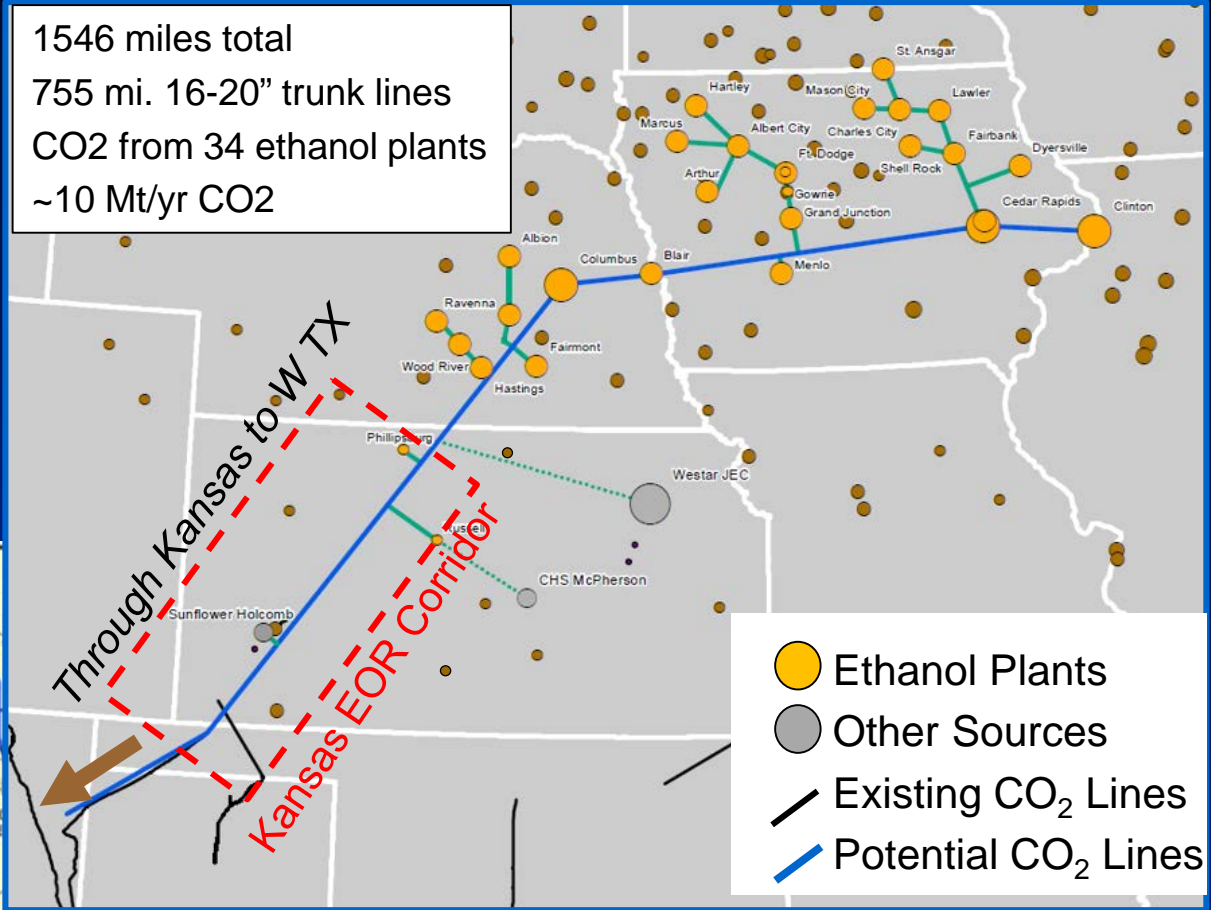 1546 miles total
755 mi. 16-20” trunk lines
CO2 from 34 ethanol plants
~10 Mt/yr CO2
St. Ansgar
Hartley
Mason City
Lawler
Marcus
Albert City
Charles City
Fairbank
Ft. Dodge
Dyersville
Arthur
Shell Rock
Gowrie
Cedar Rapids
Clinton
Grand Junction
Albion
Columbus
Blair
Menlo
Ravenna
Fairmont
Wood River
Hastings
Through Kansas to W TX
Phillipsburg
Westar JEC
Russell
CHS McPherson
Kansas EOR Corridor
Sunflower Holcomb
Ethanol Plants
Other Sources
Existing CO₂ Lines
Potential CO₂ Lines